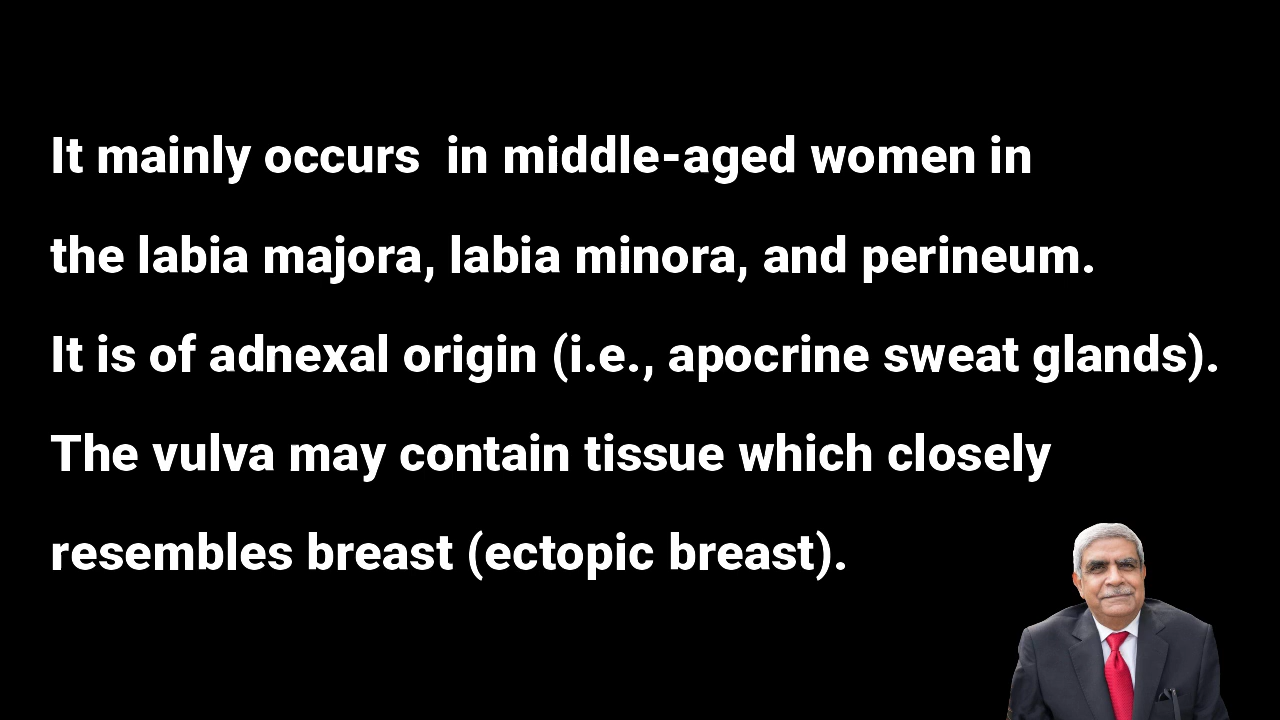 It mainly occurs  in middle-aged women in
the labia majora, labia minora, and perineum.
It is of adnexal origin (i.e., apocrine sweat glands).
The vulva may contain tissue which closely
resembles breast (ectopic breast).